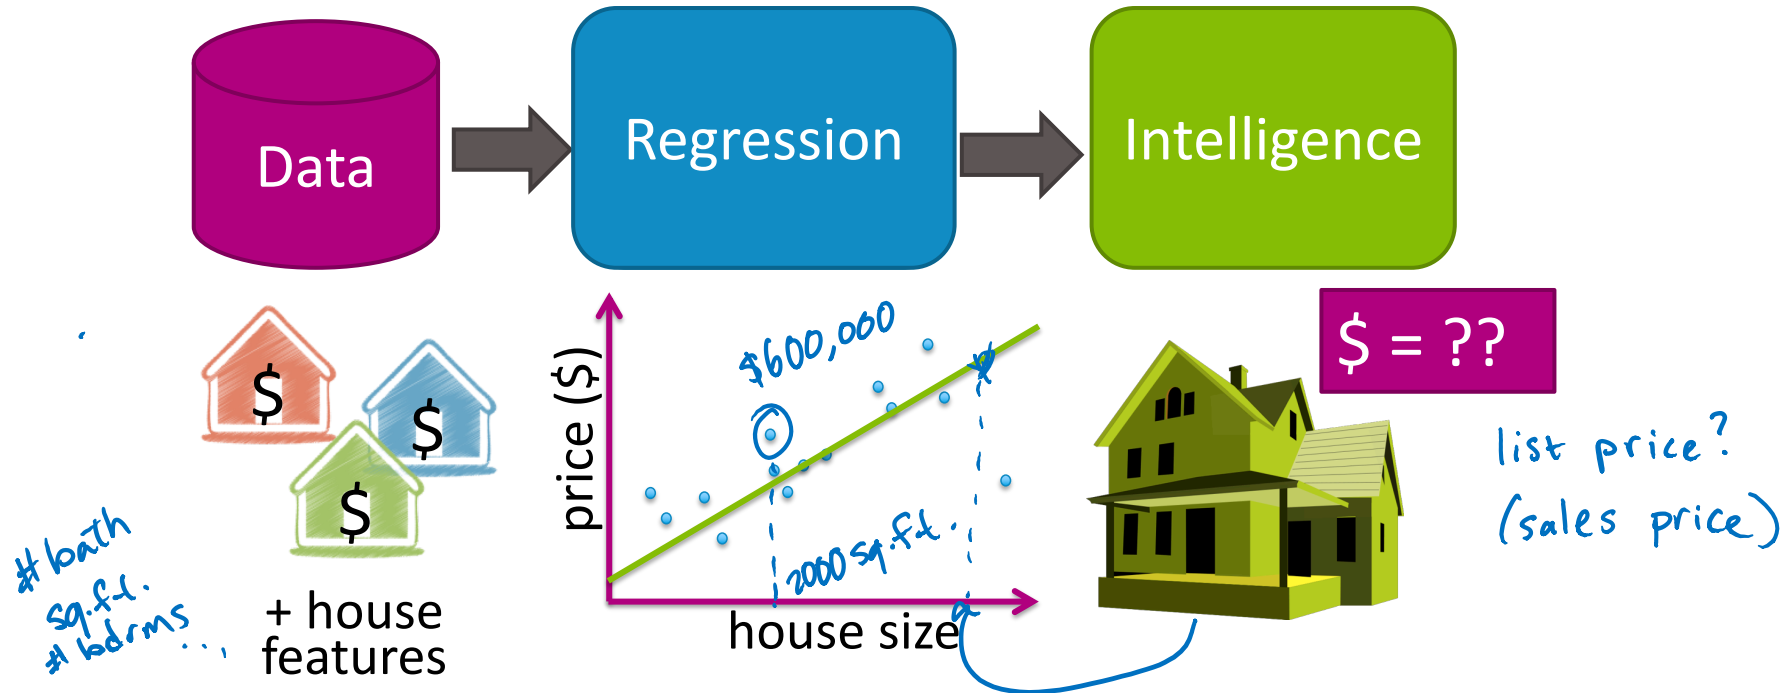 Data
Regression
Intelligence
$
$
$
+ house
features
# bath
sq.ft.
# bdrms ...
price ($)
$600,000
2000 sq.ft.
house size
$ = ??
list price?
(sales price)